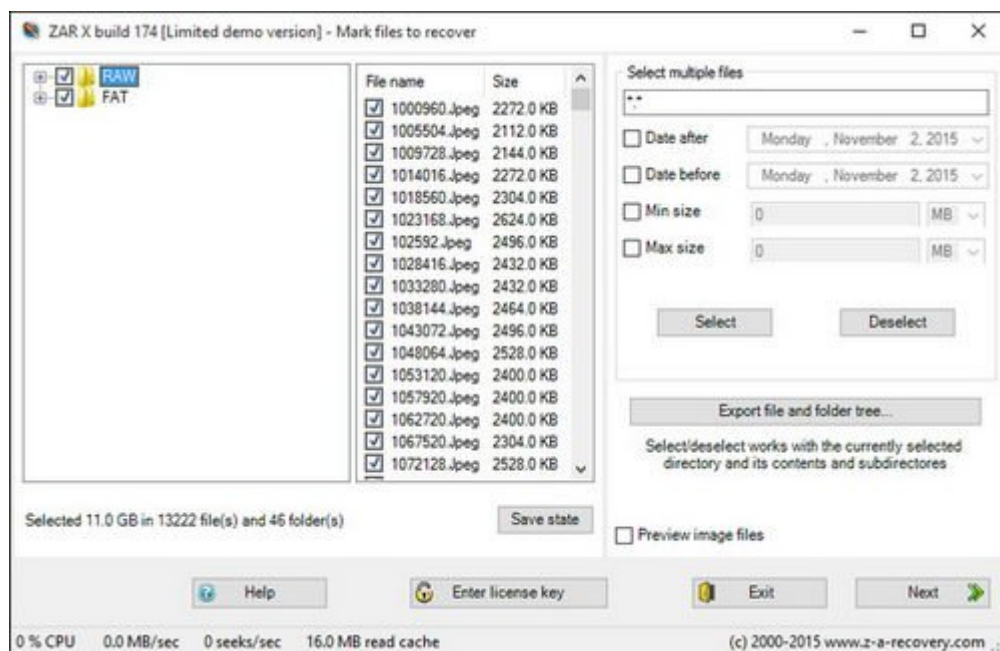 ZAR X build 174 [Limited demo version] - Mark files to recover
RAW
FAT
File name Size
1000960.Jpeg 2272.0 KB
1005504.Jpeg 2112.0 KB
1009728.Jpeg 2144.0 KB
1014016.Jpeg 2272.0 KB
1018560.Jpeg 2304.0 KB
1023168.Jpeg 2624.0 KB
102592.Jpeg 2496.0 KB
1028416.Jpeg 2432.0 KB
1033280.Jpeg 2432.0 KB
1038144.Jpeg 2464.0 KB
1043072.Jpeg 2496.0 KB
1048064.Jpeg 2528.0 KB
1053120.Jpeg 2400.0 KB
1057920.Jpeg 2400.0 KB
1062720.Jpeg 2400.0 KB
1067520.Jpeg 2304.0 KB
1072128.Jpeg 2528.0 KB
Selected 11.0 GB in 13222 file(s) and 46 folder(s)
Save state
Select multiple files
*.*
Date after Monday , November 2, 2015
Date before Monday , November 2, 2015
Min size 0 MB
Max size 0 MB
Select Deselect
Export file and folder tree...
Select/deselect works with the currently selected
directory and its contents and subdirectores
Preview image files
Help Enter license key Exit Next
0 % CPU 0.0 MB/sec 0 seeks/sec 16.0 MB read cache (c) 2000-2015 www.z-a-recovery.com